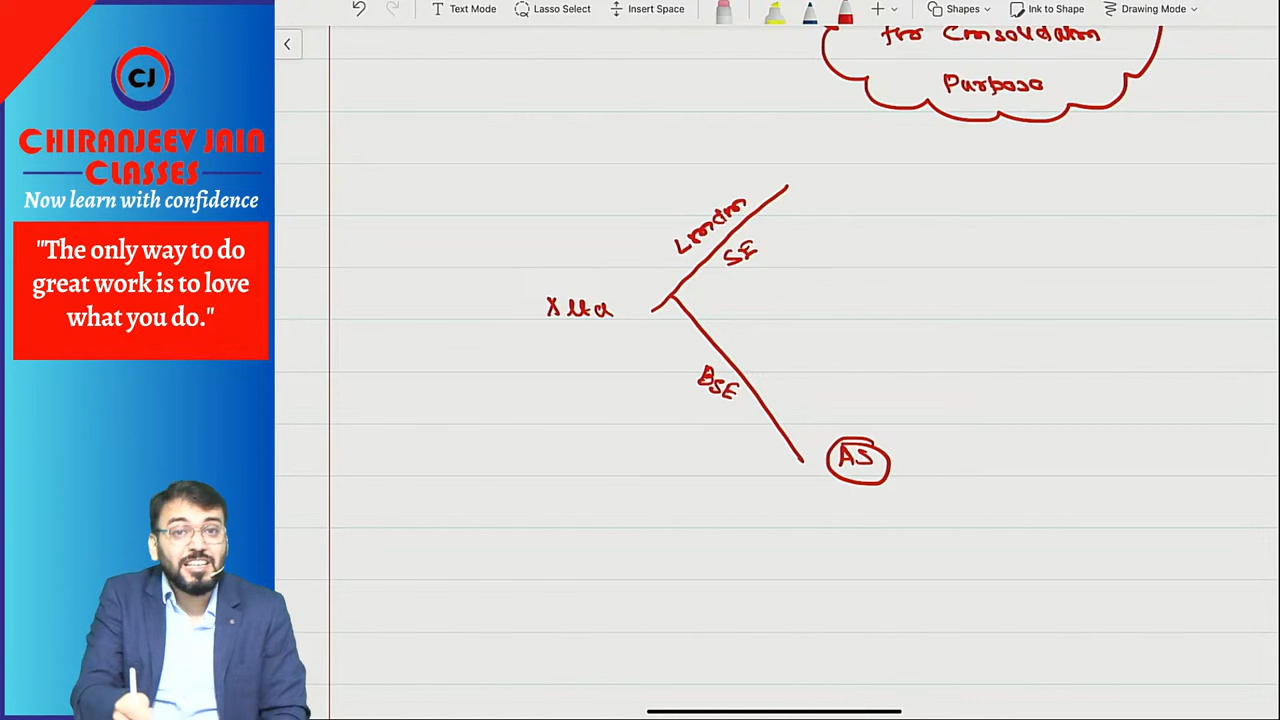 Text Mode
Lasso Select
Insert Space
Shapes
Ink to Shape
Drawing Mode
CJ
CHIRANJEEV JAIN
CLASSES
Now learn with confidence
"The only way to do
great work is to love
what you do."
for Consolidation
Purpose
London
SE
X Ltd
BSE
AS